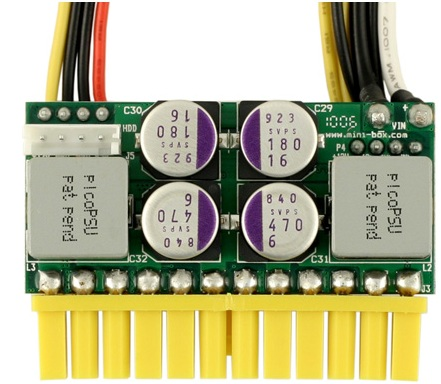 C30
C29
1006
HDD
VIN
+
www.mini-box.com
J5
P4
180
16
SVPS
923
923
SVPS
180
16
picoPSU
pat pend
6
470
SVPS
840
840
SVPS
470
6
picoPSU
pat pend
L3
C32
C31
L2
J3